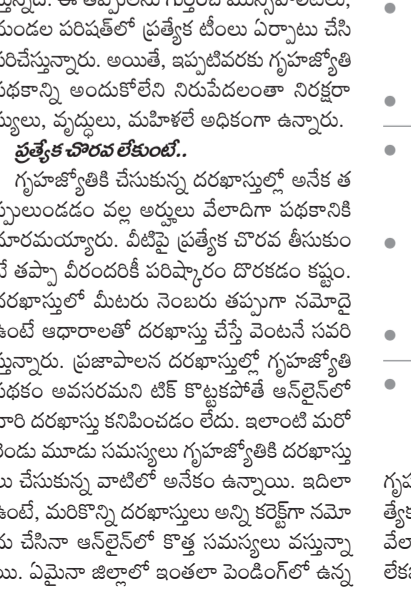 స్తున్నది. ఈ తప్పులను గుర్తించి మున్సిపాలిటీలు,
మండల పరిషత్‌లో ప్రత్యేక టీంలు ఏర్పాటు చేసి
పరిచేస్తున్నారు. అయితే, ఇప్పటివరకు గృహజ్యోతి
పథకాన్ని అందుకోలేని నిరుపేదలంతా నిరక్షరా
స్యులు, వృద్ధులు, మహిళలే అధికంగా ఉన్నారు.
ప్రత్యేక చొరవ లేకుంటే..
గృహజ్యోతికి చేసుకున్న దరఖాస్తుల్లో అనేక త
ప్పులుండడం వల్ల అర్హులు వేలాదిగా పథకానికి
దూరమయ్యారు. వీటిపై ప్రత్యేక చొరవ తీసుకుం
టే తప్పా వీరందరికీ పరిష్కారం దొరకడం కష్టం.
దరఖాస్తులో మీటరు నెంబరు తప్పుగా నమోదై
ఉంటే ఆధారాలతో దరఖాస్తు చేస్తే వెంటనే సవరి
స్తున్నారు. ప్రజాపాలన దరఖాస్తుల్లో గృహజ్యోతి
పథకం అవసరమని టిక్ కొట్టకపోతే ఆన్‌లైన్‌లో
వారి దరఖాస్తు కనిపించడం లేదు. ఇలాంటి మరో
రెండు మూడు సమస్యలు గృహజ్యోతికి దరఖాస్తు
లు చేసుకున్న వాటిలో అనేకం ఉన్నాయి. ఇదిలా
ఉంటే, మరికొన్ని దరఖాస్తులు అన్ని కరెక్ట్‌గా నమో
దు చేసినా ఆన్‌లైన్‌లో కొత్త సమస్యలు వస్తున్నా
యి. ఏమైనా జిల్లాలో ఇంతలా పెండింగ్‌లో ఉన్న
గృహ
త్యేక
వేలా